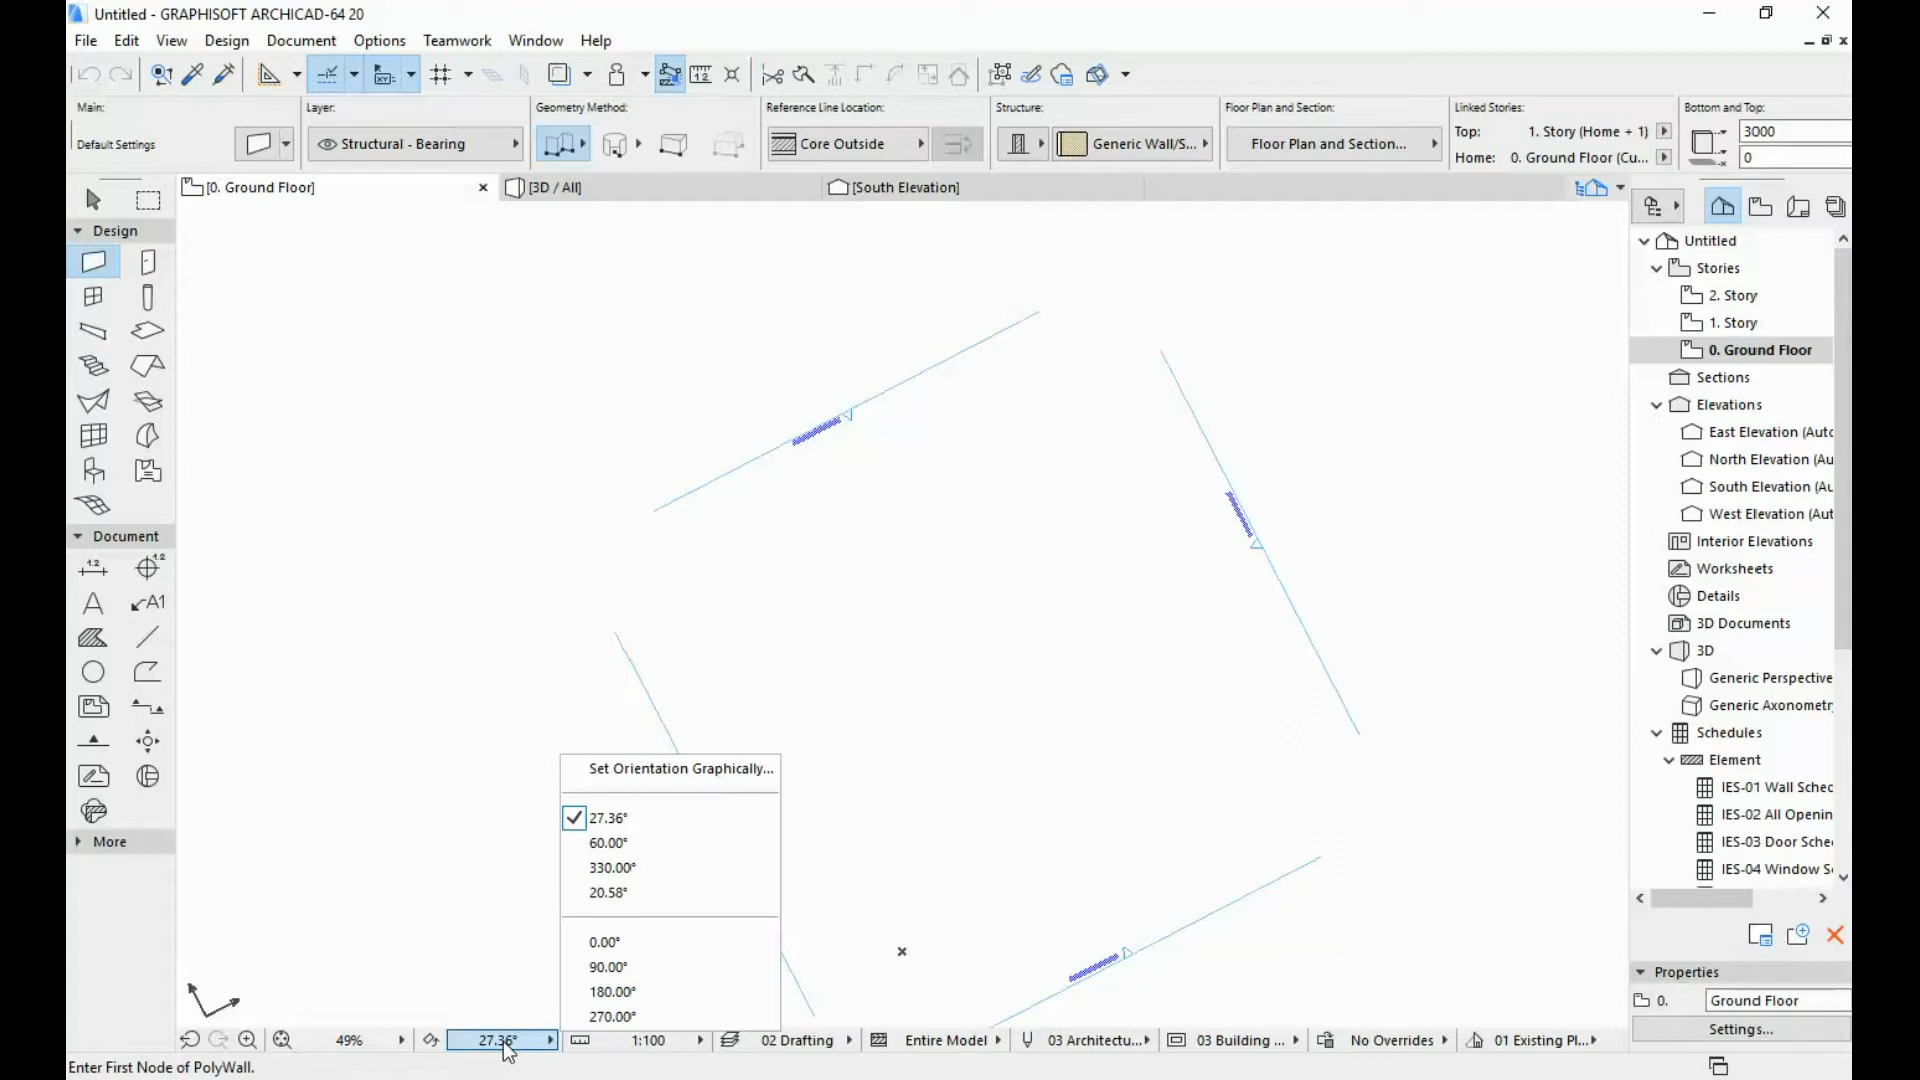 Untitled - GRAPHISOFT ARCHICAD-64 20
File Edit View Design Document Options Teamwork Window Help
Main: Layer: Geometry Method: Reference Line Location: Structure: Floor Plan and Section: Linked Stories: Bottom and Top:
Default Settings Structural - Bearing Core Outside Generic Wall/S... Floor Plan and Section...
Top: 1. Story (Home + 1) 3000
Home: 0. Ground Floor (Cu... 0
[0. Ground Floor] [3D / All] [South Elevation]
Design
Document
More
Untitled
Stories
2. Story
1. Story
0. Ground Floor
Sections
Elevations
East Elevation (Auto
North Elevation (Au
South Elevation (Au
West Elevation (Aut
Interior Elevations
Worksheets
Details
3D Documents
3D
Generic Perspective
Generic Axonometr
Schedules
Element
IES-01 Wall Sched
IES-02 All Openin
IES-03 Door Sche
IES-04 Window S
Properties
0. Ground Floor
Settings...
Set Orientation Graphically...
27.36°
60.00°
330.00°
20.58°
0.00°
90.00°
180.00°
270.00°
49% 27.36° 1:100 02 Drafting Entire Model 03 Architectu... 03 Building ... No Overrides 01 Existing Pl...
Enter First Node of PolyWall.